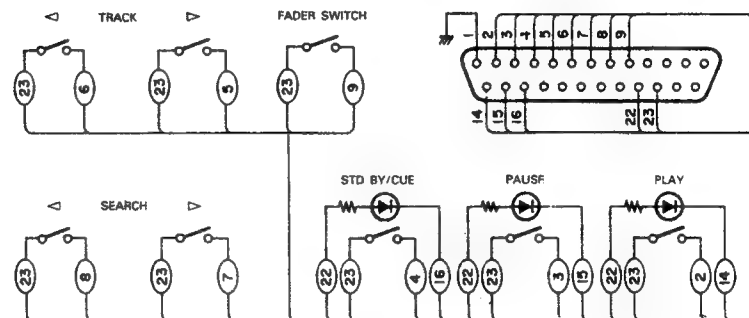 ◁ TRACK ▷
FADER SWITCH
1 2 3 4 5 6 7 8 9
23 6 23 5 23 9
14 15 16 22 23
◁ SEARCH ▷
STD BY/CUE
PAUSE
PLAY
23 8 23 7 22 23 4 16 22 23 3 15 22 23 2 14